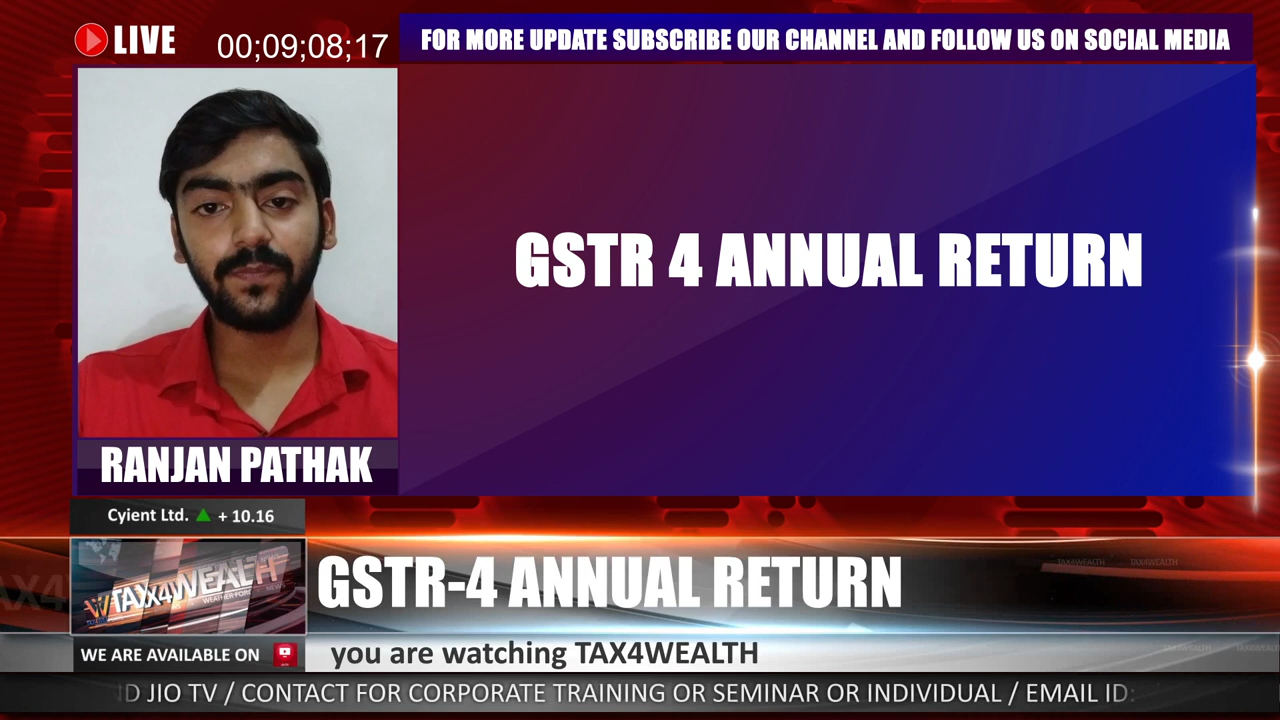 LIVE
00;09;08;17
FOR MORE UPDATE SUBSCRIBE OUR CHANNEL AND FOLLOW US ON SOCIAL MEDIA
GSTR 4 ANNUAL RETURN
RANJAN PATHAK
Cyient Ltd. ▲ + 10.16
TAX4WEALTH
GSTR-4 ANNUAL RETURN
TAX4WEALTH TAX4WEALTH
WE ARE AVAILABLE ON
you are watching TAX4WEALTH
D JIO TV / CONTACT FOR CORPORATE TRAINING OR SEMINAR OR INDIVIDUAL / EMAIL ID: